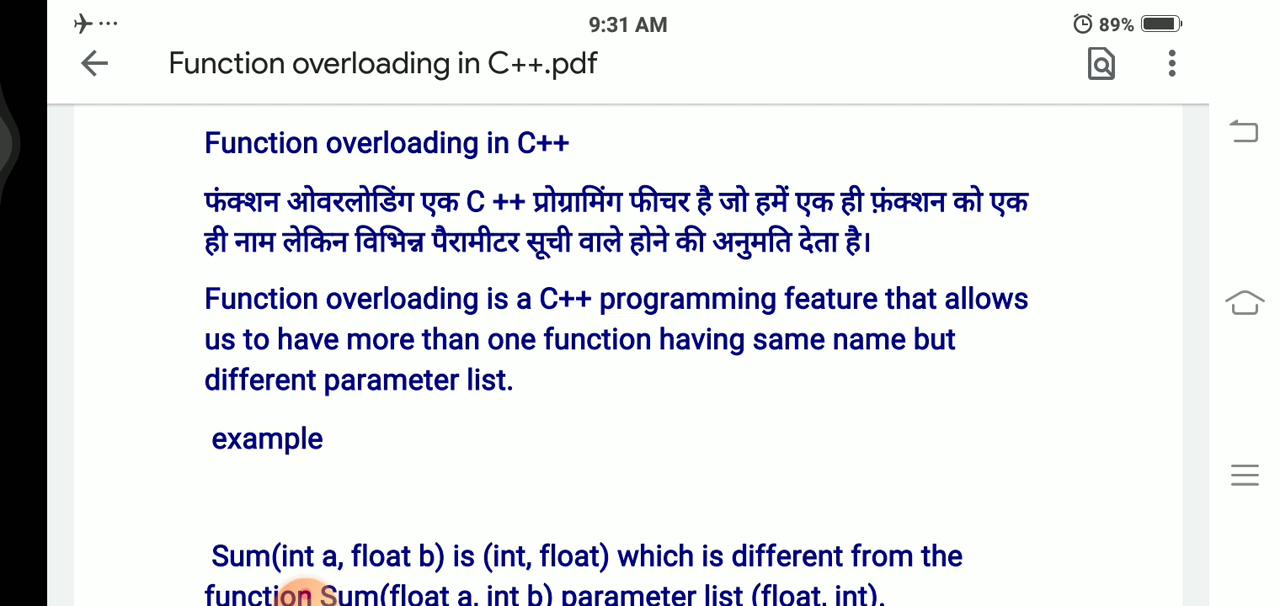 9:31 AM
89%
Function overloading in C++.pdf
Function overloading in C++
फंक्शन ओवरलोडिंग एक C ++ प्रोग्रामिंग फीचर है जो हमें एक ही फ़ंक्शन को एक
ही नाम लेकिन विभिन्न पैरामीटर सूची वाले होने की अनुमति देता है।
Function overloading is a C++ programming feature that allows
us to have more than one function having same name but
different parameter list.
example
Sum(int a, float b) is (int, float) which is different from the
function Sum(float a, int b) parameter list (float, int).